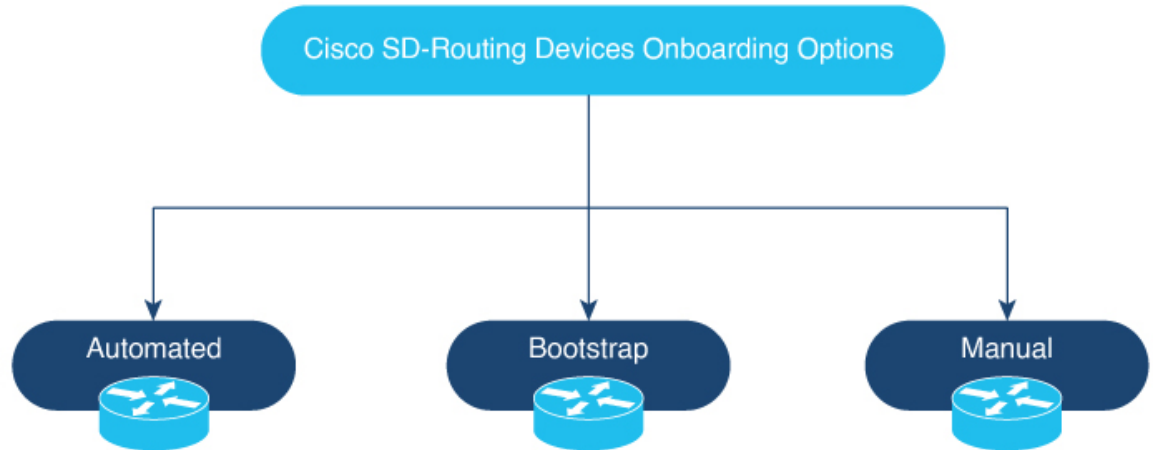 Cisco SD-Routing Devices Onboarding Options
Automated
Bootstrap
Manual